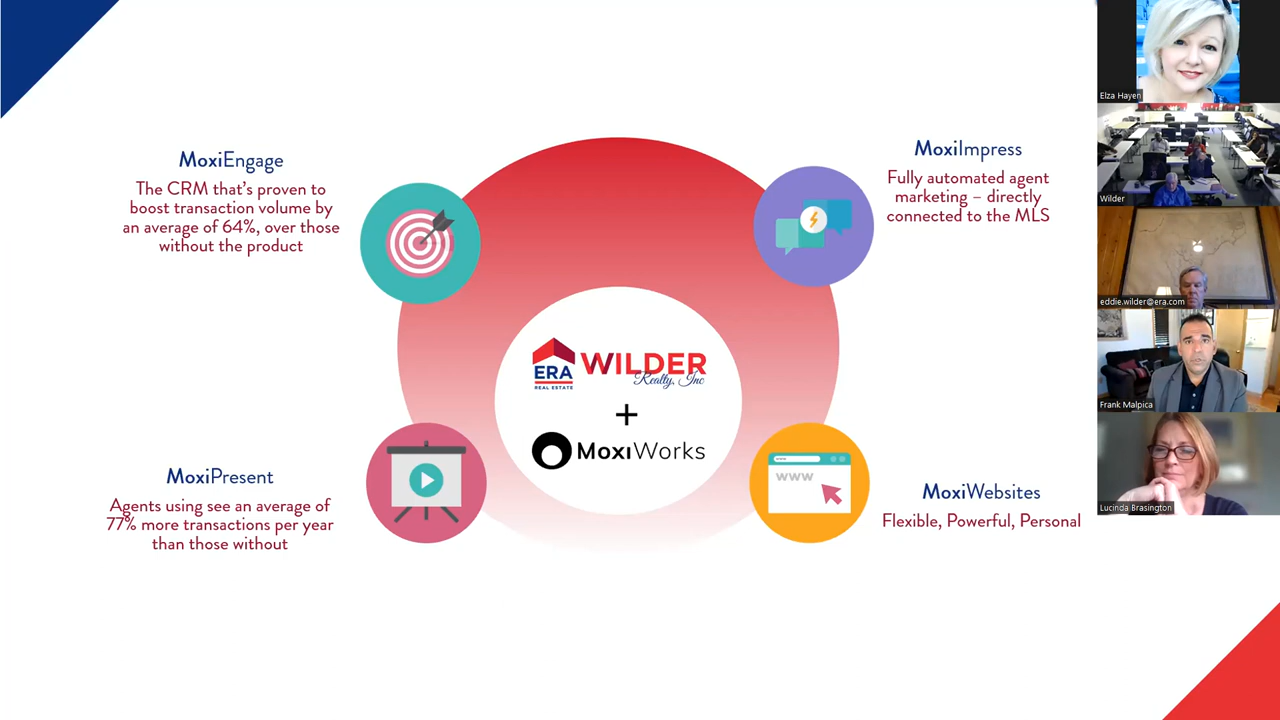 MoxiEngage
The CRM that's proven to
boost transaction volume by
an average of 64%, over those
without the product
MoxiImpress
Fully automated agent
marketing – directly
connected to the MLS
ERA
REAL ESTATE
WILDER
Realty, Inc
+
MoxiWorks
MoxiPresent
Agents using see an average of
77% more transactions per year
than those without
www
MoxiWebsites
Flexible, Powerful, Personal
Elza Hayen
Wilder
eddie.wilder@era.com
Frank Malpica
Lucinda Brasington